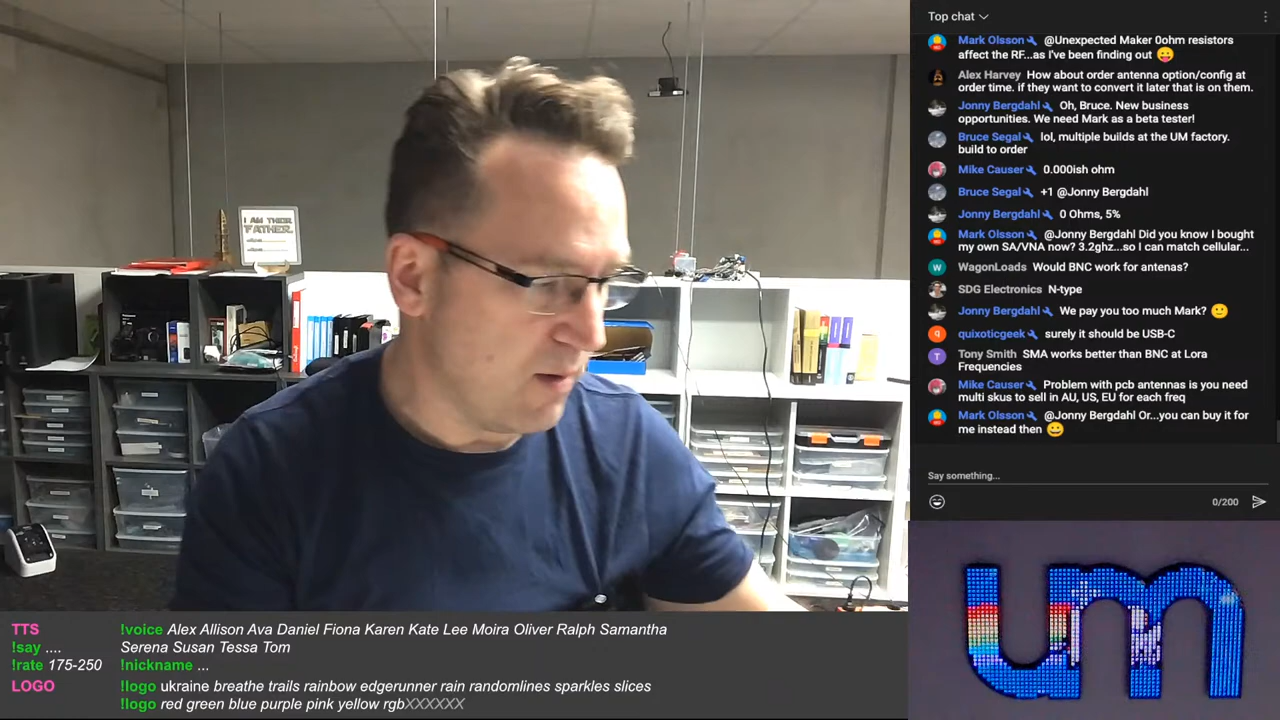 I AM THEIR
FATHER.
Top chat
Mark Olsson @Unexpected Maker 0ohm resistors
affect the RF...as I've been finding out
Alex Harvey How about order antenna option/config at
order time. if they want to convert it later that is on them.
Jonny Bergdahl Oh, Bruce. New business
opportunities. We need Mark as a beta tester!
Bruce Segal lol, multiple builds at the UM factory.
build to order
Mike Causer 0.000ish ohm
Bruce Segal +1 @Jonny Bergdahl
Jonny Bergdahl 0 Ohms, 5%
Mark Olsson @Jonny Bergdahl Did you know I bought
my own SA/VNA now? 3.2ghz...so I can match cellular...
W WagonLoads Would BNC work for antenas?
SDG Electronics N-type
Jonny Bergdahl We pay you too much Mark?
q quixoticgeek surely it should be USB-C
T Tony Smith SMA works better than BNC at Lora
Frequencies
Mike Causer Problem with pcb antennas is you need
multi skus to sell in AU, US, EU for each freq
Mark Olsson @Jonny Bergdahl Or...you can buy it for
me instead then
Say something...
0/200
um
TTS !voice Alex Allison Ava Daniel Fiona Karen Kate Lee Moira Oliver Ralph Samantha
!say .... Serena Susan Tessa Tom
!rate 175-250 !nickname ...
LOGO !logo ukraine breathe trails rainbow edgerunner rain randomlines sparkles slices
!logo red green blue purple pink yellow rgbXXXXXX